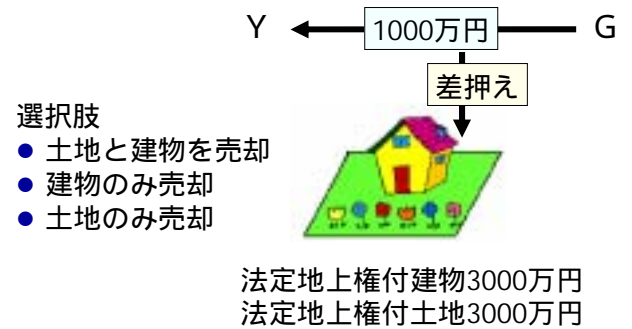 Y 1000万円 G
差押え
選択肢
● 土地と建物を売却
● 建物のみ売却
● 土地のみ売却
法定地上権付建物3000万円
法定地上権付土地3000万円